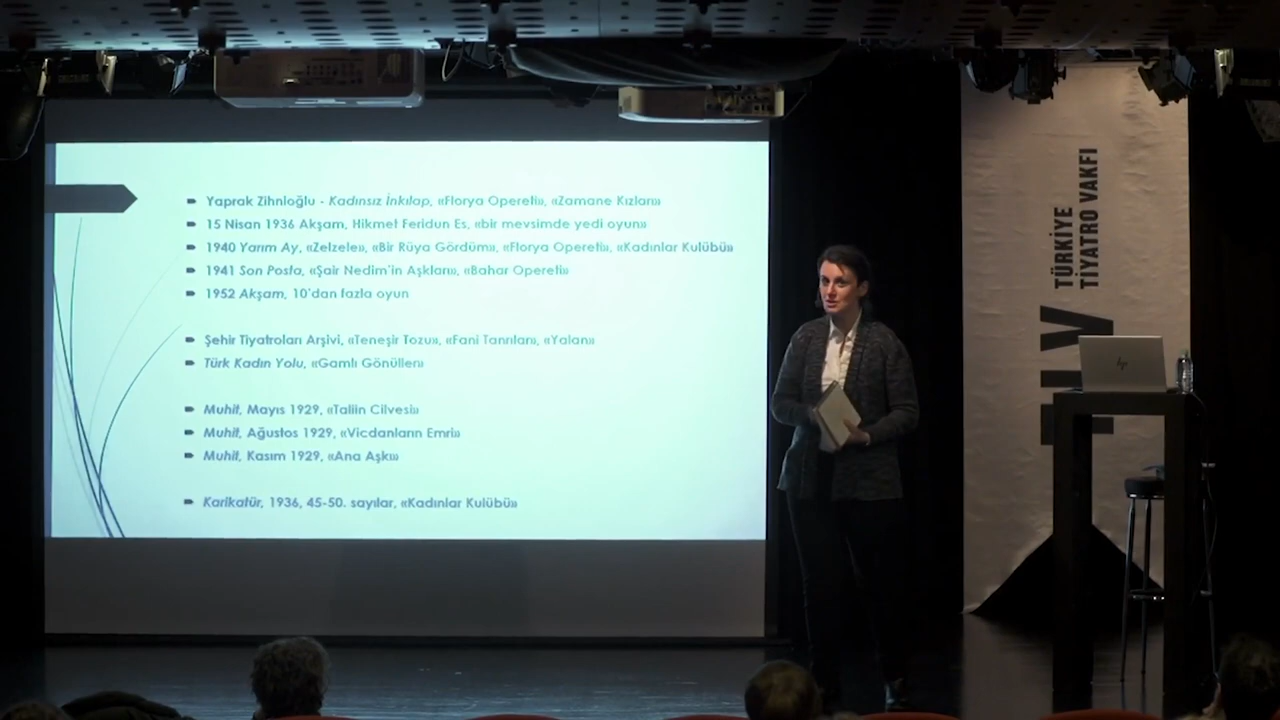 Yaprak Zihnloğlu - Kadınsız İnkılap, «Florya Opereti», «Zamane Kızları»
15 Nisan 1936 Akşam, Hikmet Feridun Es, «bir mevsimde yedi oyun»
1940 Yarım Ay, «Zelzele», «Bir Rüya Gördüm», «Florya Opereti», «Kadınlar Kulübü»
1941 Son Posta, «Şair Nedim'in Aşkları», «Bahar Opereti»
1952 Akşam, 10'dan fazla oyun
Şehir Tiyatroları Arşivi, «Teneşir Tozu», «Fani Tanrılar», «Yalan»
Türk Kadın Yolu, «Gamlı Gönüller»
Muhit, Mayıs 1929, «Taliin Cilvesi»
Muhit, Ağustos 1929, «Vicdanların Emri»
Muhit, Kasım 1929, «Ana Aşkı»
Karikatür, 1936, 45-50. sayılar, «Kadınlar Kulübü»
TÜRKİYE
TİYATRO VAKFI
hp